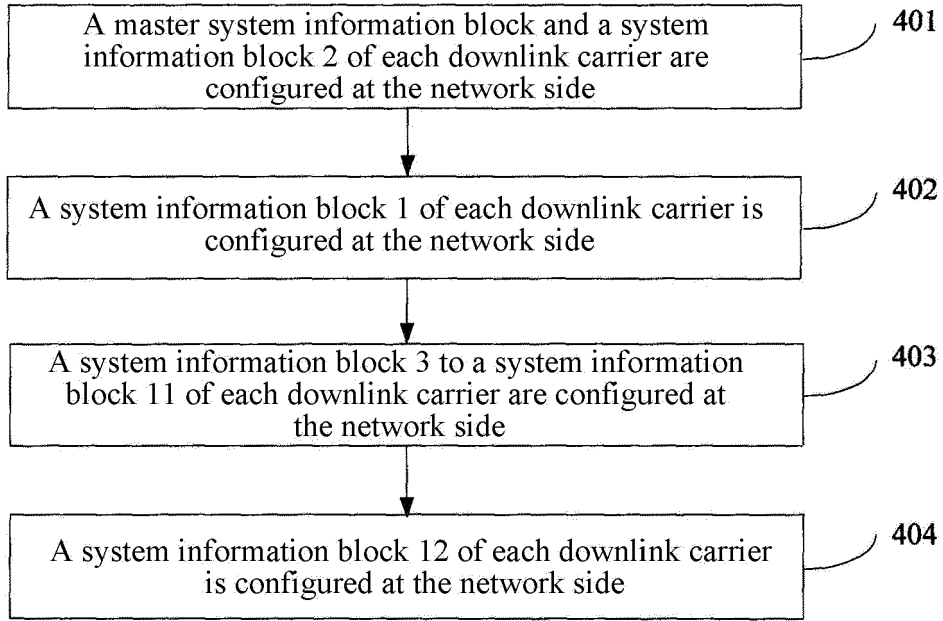 A master system information block and a system
information block 2 of each downlink carrier are
configured at the network side
401
A system information block 1 of each downlink carrier is
configured at the network side
402
A system information block 3 to a system information
block 11 of each downlink carrier are configured at
the network side
403
A system information block 12 of each downlink carrier
is configured at the network side
404